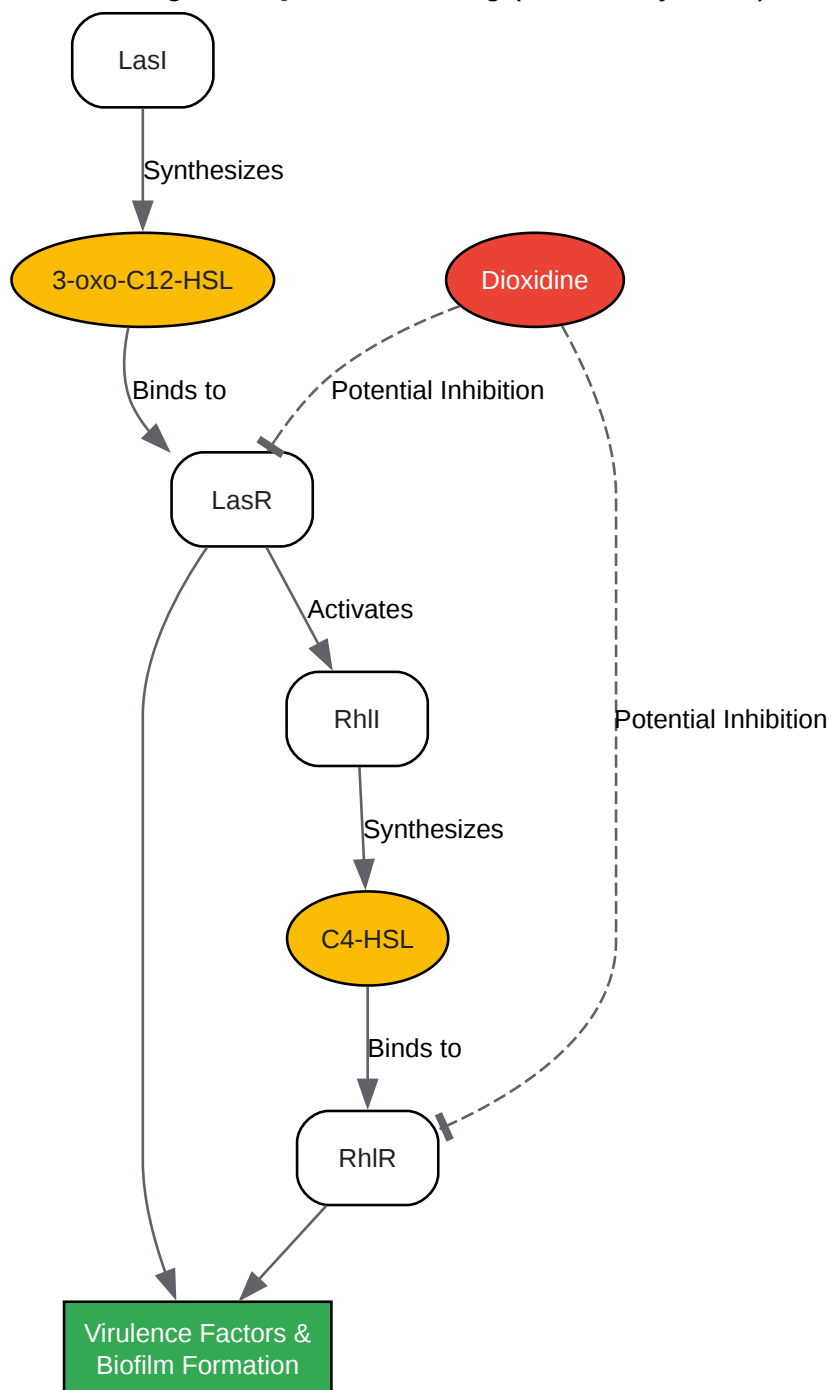 LasI
Synthesizes
3-oxo-C12-HSL
Dioxidine
Binds to
Potential Inhibition
LasR
Activates
RhlI
Potential Inhibition
Synthesizes
C4-HSL
Binds to
RhlR
Virulence Factors &
Biofilm Formation